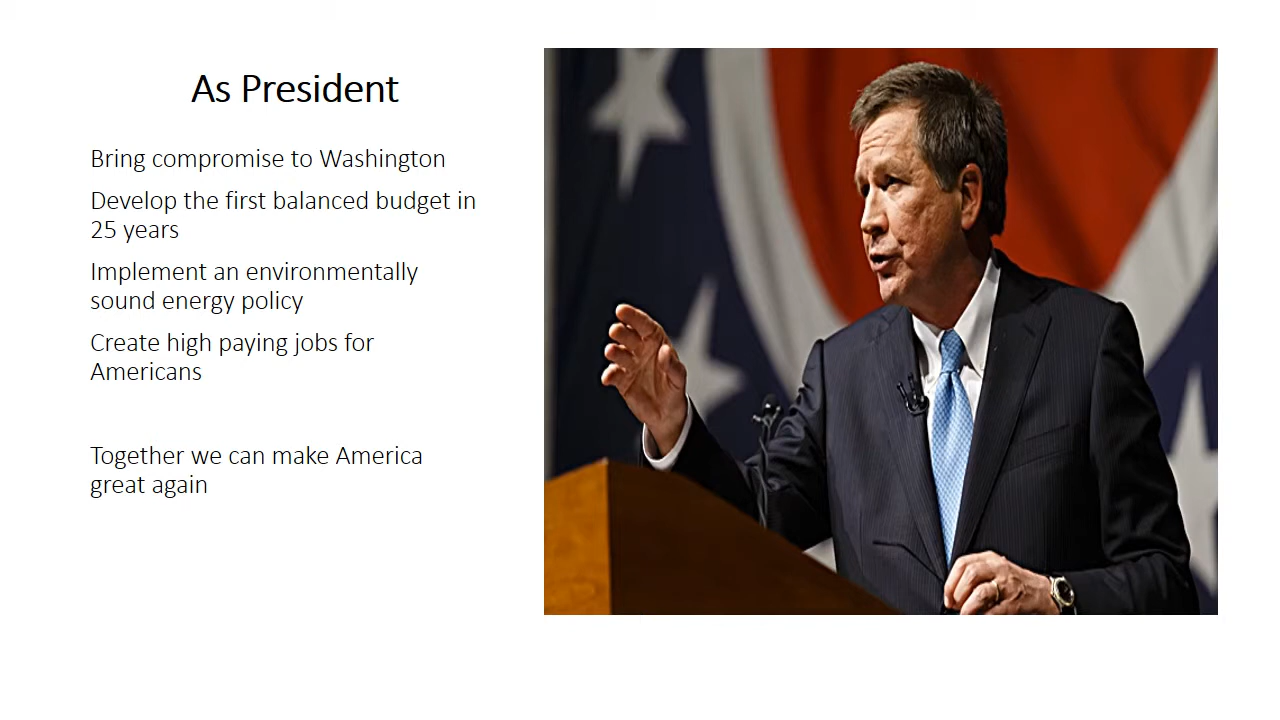 As President
Bring compromise to Washington
Develop the first balanced budget in
25 years
Implement an environmentally
sound energy policy
Create high paying jobs for
Americans
Together we can make America
great again